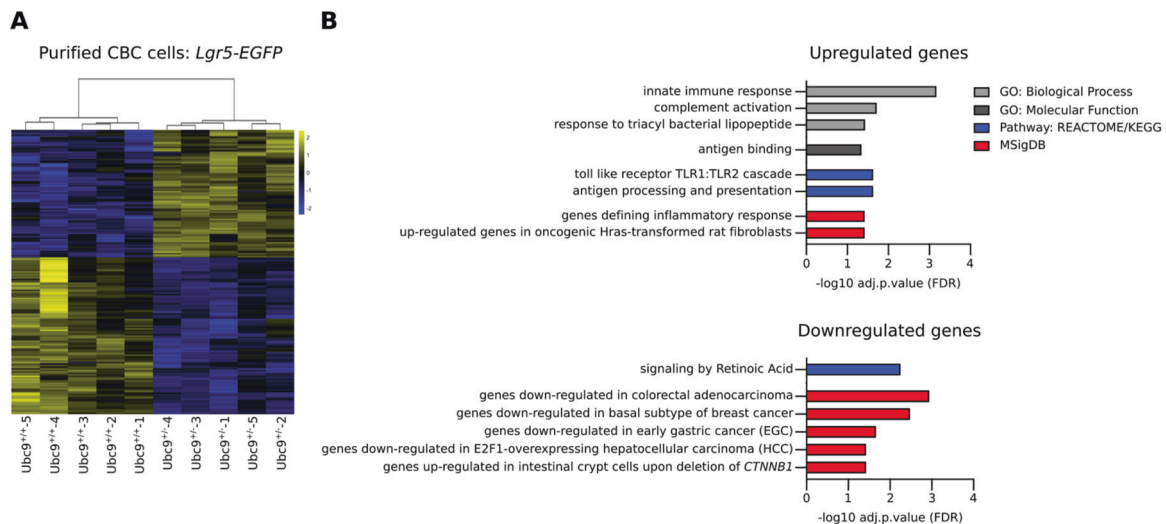 A
Purified CBC cells: Lgr5-EGFP
2
1
0
-1
-2
Ubc9+/+-5
Ubc9+/+-4
Ubc9+/+-3
Ubc9+/+-2
Ubc9+/+-1
Ubc9+/--4
Ubc9+/--3
Ubc9+/--1
Ubc9+/--5
Ubc9+/--2
B
Upregulated genes
innate immune response
complement activation
response to triacyl bacterial lipopeptide
antigen binding
toll like receptor TLR1:TLR2 cascade
antigen processing and presentation
genes defining inflammatory response
up-regulated genes in oncogenic Hras-transformed rat fibroblasts
0 1 2 3 4
-log10 adj.p.value (FDR)
GO: Biological Process
GO: Molecular Function
Pathway: REACTOME/KEGG
MSigDB
Downregulated genes
signaling by Retinoic Acid
genes down-regulated in colorectal adenocarcinoma
genes down-regulated in basal subtype of breast cancer
genes down-regulated in early gastric cancer (EGC)
genes down-regulated in E2F1-overexpressing hepatocellular carcinoma (HCC)
genes up-regulated in intestinal crypt cells upon deletion of CTNNB1
0 1 2 3 4
-log10 adj.p.value (FDR)